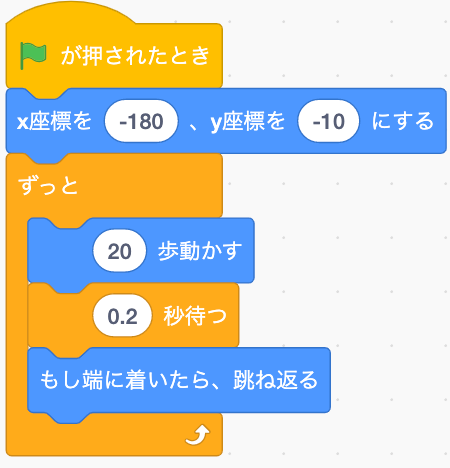 が押されたとき
x座標を -180 、y座標を -10 にする
ずっと
20 歩動かす
0.2 秒待つ
もし端に着いたら、跳ね返る